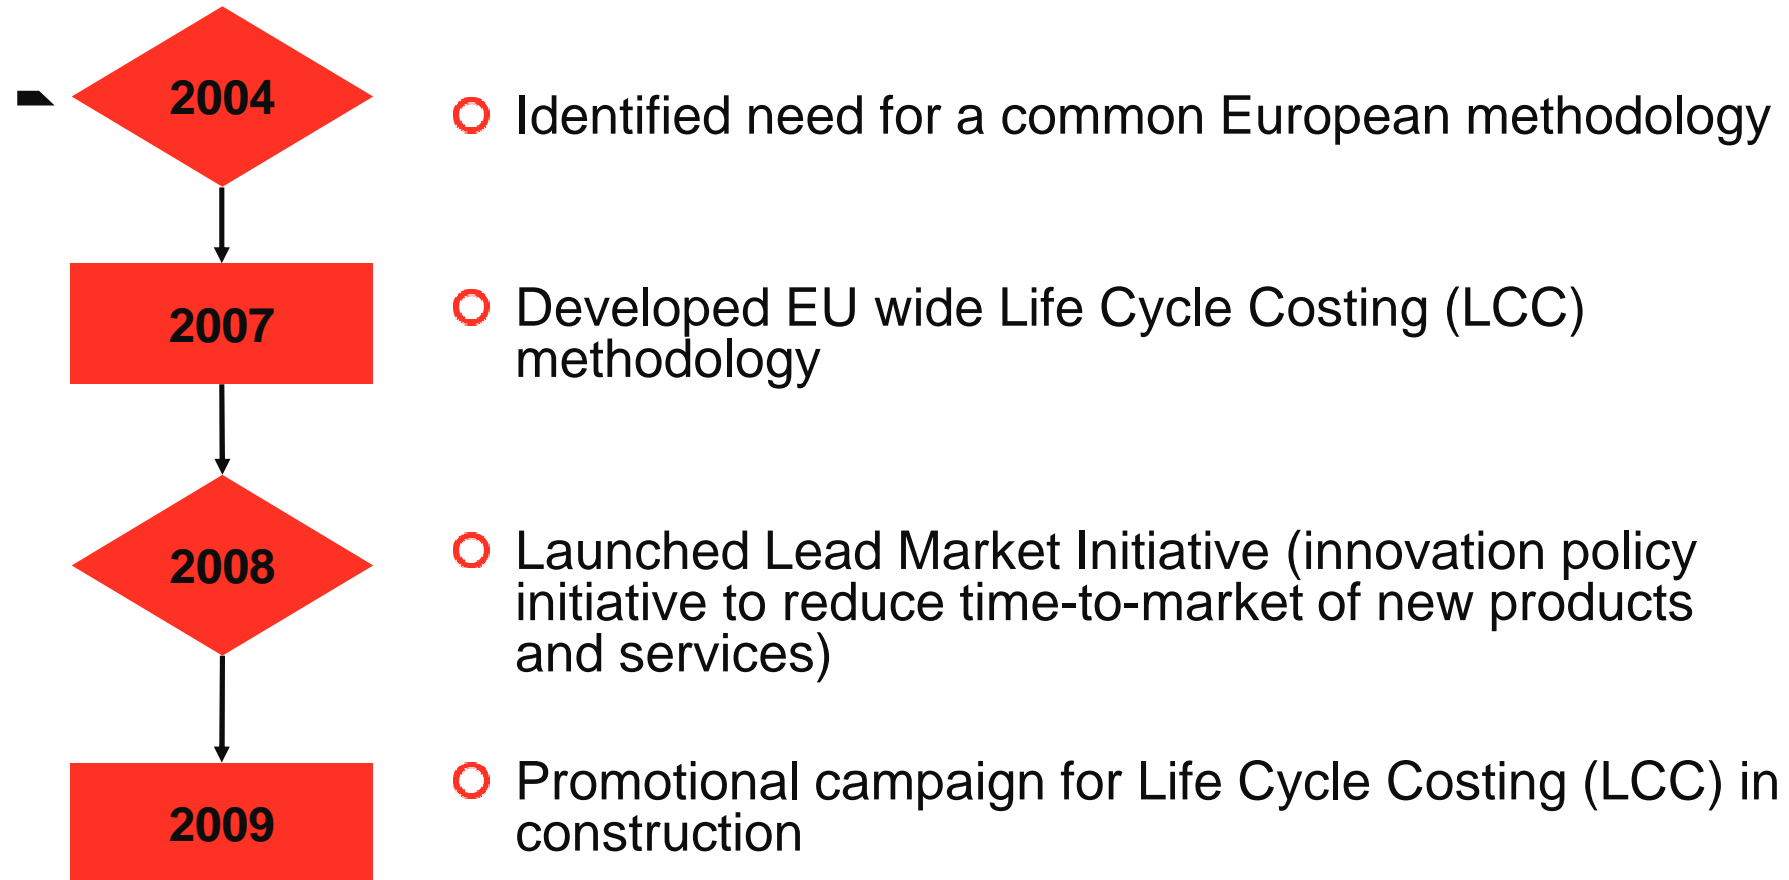 2004
Identified need for a common European methodology
2007
Developed EU wide Life Cycle Costing (LCC)
methodology
2008
Launched Lead Market Initiative (innovation policy
initiative to reduce time-to-market of new products
and services)
2009
Promotional campaign for Life Cycle Costing (LCC) in
construction